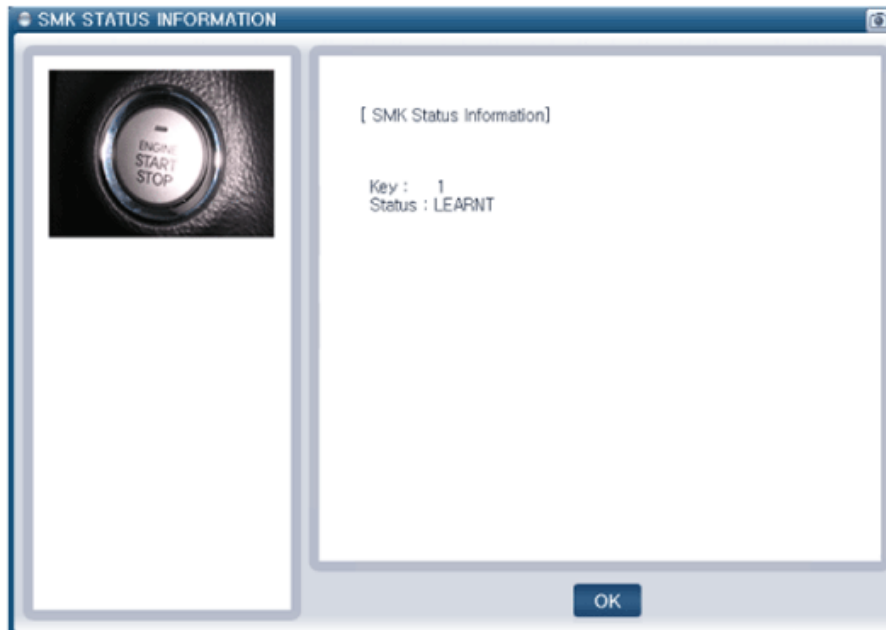 SMK STATUS INFORMATION
ENGINE
START
STOP
[ SMK Status Information]
Key : 1
Status : LEARNT
OK